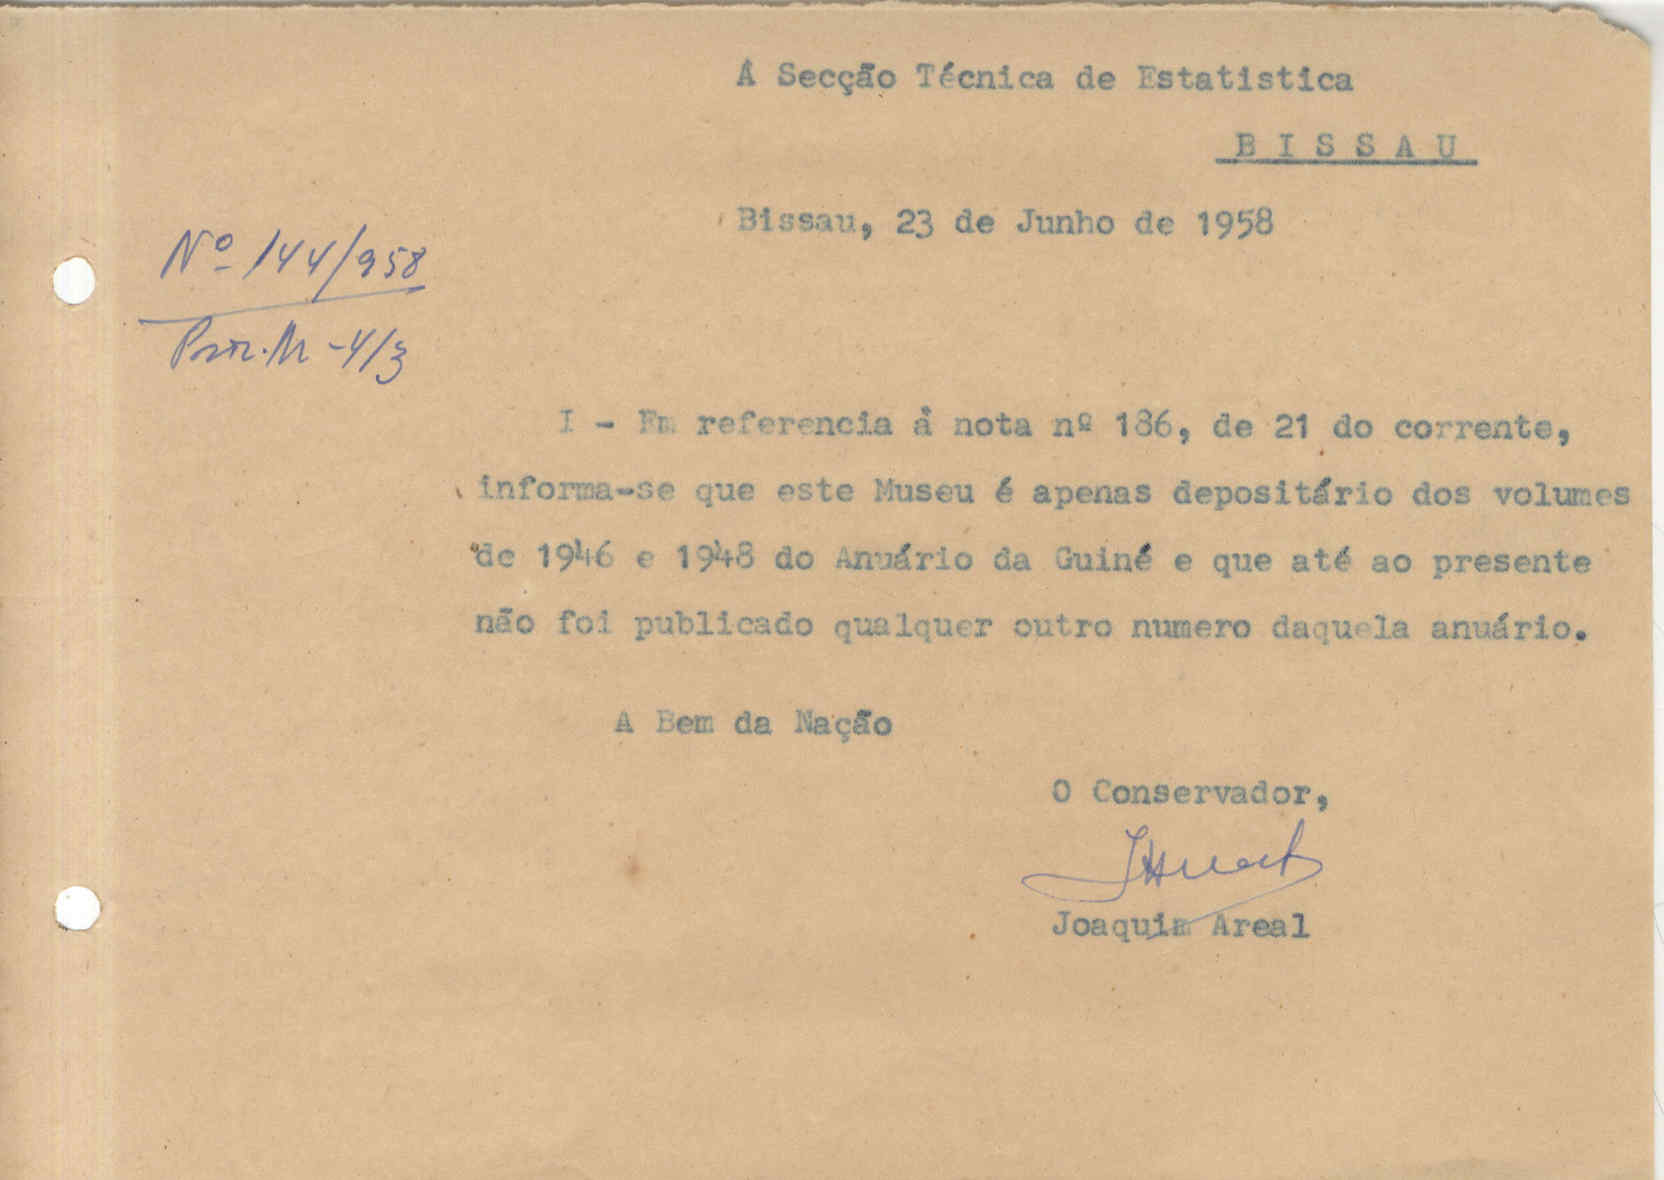 Á Secção Técnica de Estatistica
BISSAU
Bissau, 23 de Junho de 1958
Nº 144/958
Proc. M - 4/3
I - Em referencia à nota nº 186, de 21 do corrente,
informa-se que este Museu é apenas depositário dos volumes
de 1946 e 1948 do Anuário da Guiné e que até ao presente
não foi publicado qualquer outro numero daquela anuário.
A Bem da Nação
O Conservador,
Joaquim Areal